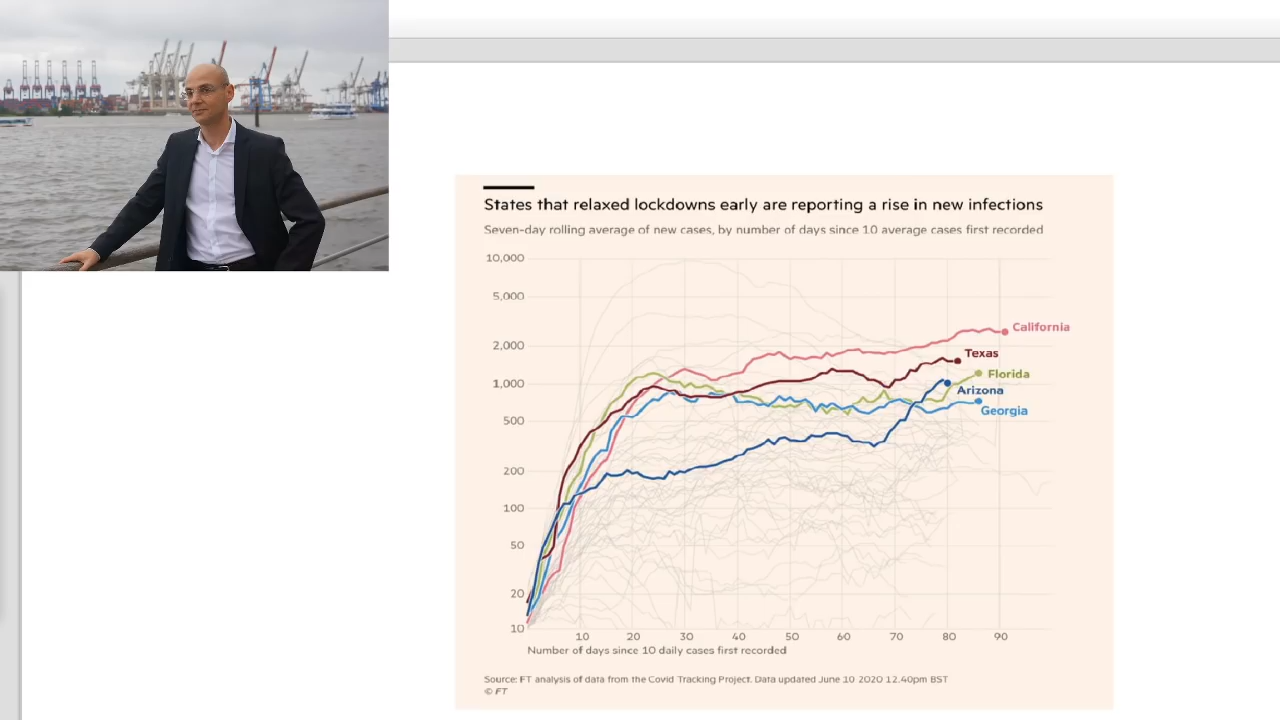 States that relaxed lockdowns early are reporting a rise in new infections
Seven-day rolling average of new cases, by number of days since 10 average cases first recorded
10,000
5,000
2,000
1,000
500
200
100
50
20
10
California
Texas
Florida
Arizona
Georgia
10 20 30 40 50 60 70 80 90
Number of days since 10 daily cases first recorded
Source: FT analysis of data from the Covid Tracking Project. Data updated June 10 2020 12.40pm BST
© FT